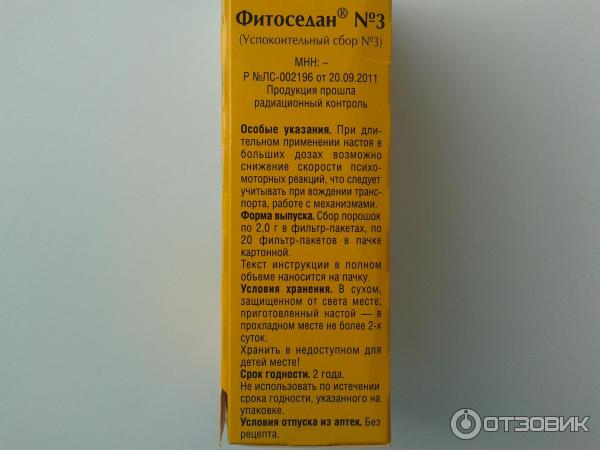 Фитоседан® №3
(Успокоительный сбор №3)
МНН: –
Р №ЛС-002196 от 20.09.2011
Продукция прошла
радиационный контроль
Особые указания. При дли-
тельном применении настоя в
больших дозах возможно
снижение скорости психо-
моторных реакций, что следует
учитывать при вождении транс-
порта, работе с механизмами.
Форма выпуска. Сбор порошок
по 2,0 г в фильтр-пакетах, по
20 фильтр-пакетов в пачке
картонной.
Текст инструкции в полном
объеме наносится на пачку.
Условия хранения. В сухом,
защищенном от света месте;
приготовленный настой — в
прохладном месте не более 2-х
суток.
Хранить в недоступном для
детей месте!
Срок годности. 2 года.
Не использовать по истечении
срока годности, указанного на
упаковке.
Условия отпуска из аптек. Без
рецепта.
ОТЗОВИК